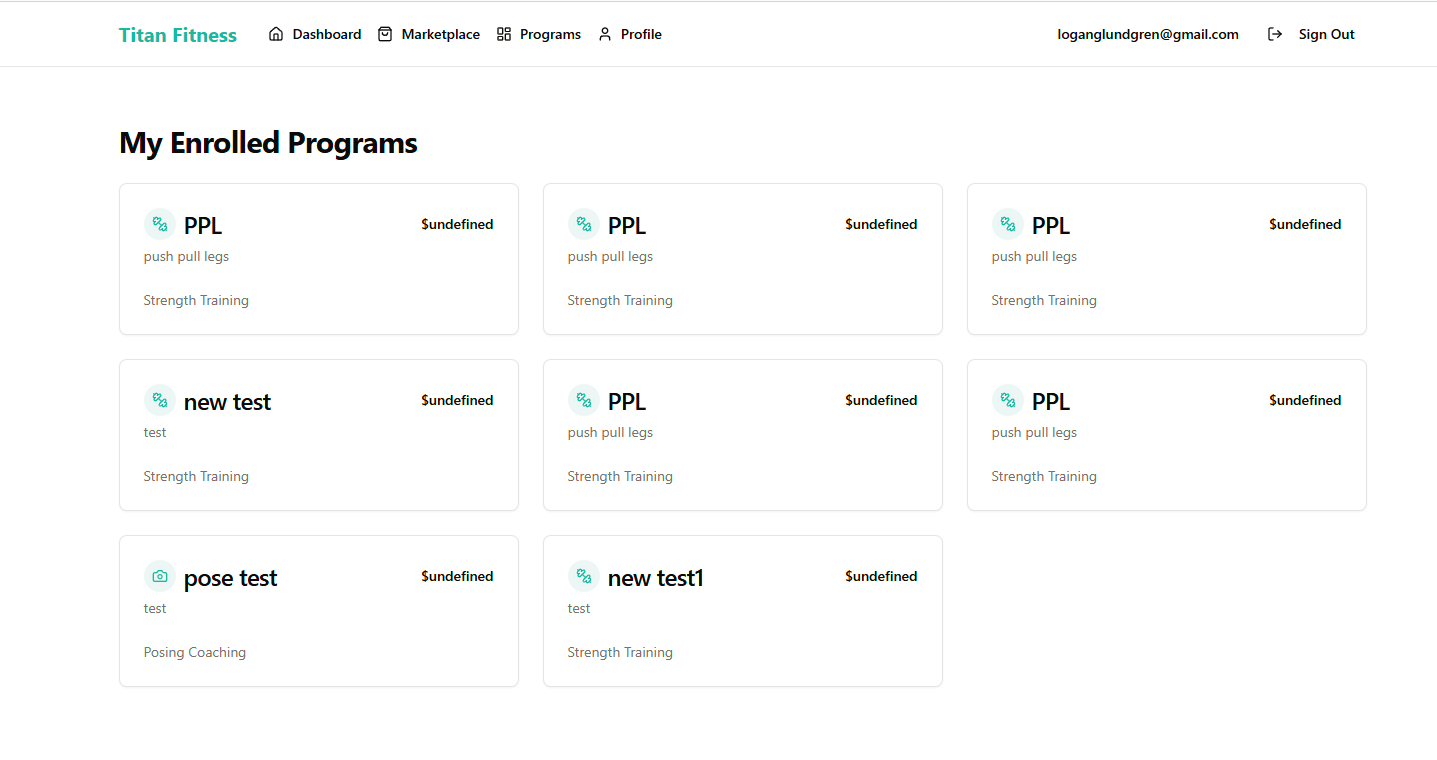 Titan Fitness Dashboard Marketplace Programs Profile loganglundgren@gmail.com Sign Out
My Enrolled Programs
PPL $undefined
push pull legs
Strength Training
PPL $undefined
push pull legs
Strength Training
PPL $undefined
push pull legs
Strength Training
new test $undefined
test
Strength Training
PPL $undefined
push pull legs
Strength Training
PPL $undefined
push pull legs
Strength Training
pose test $undefined
test
Posing Coaching
new test1 $undefined
test
Strength Training